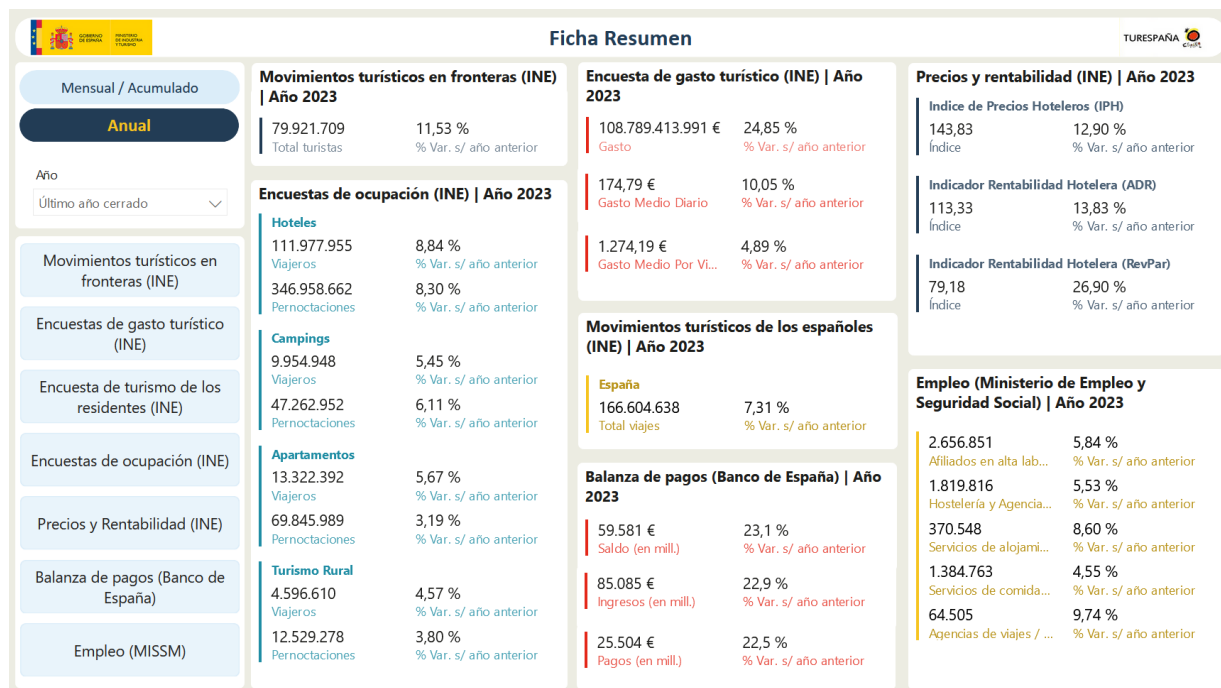 GOBIERNO
DE ESPAÑA
MINISTERIO
DE INDUSTRIA
Y TURISMO
Ficha Resumen
TURESPAÑA
Mensual / Acumulado
Anual
Año
Último año cerrado
Movimientos turísticos en
fronteras (INE)
Encuestas de gasto turístico
(INE)
Encuesta de turismo de los
residentes (INE)
Encuestas de ocupación (INE)
Precios y Rentabilidad (INE)
Balanza de pagos (Banco de
España)
Empleo (MISSM)
Movimientos turísticos en fronteras (INE)
| Año 2023
79.921.709 11,53 %
Total turistas % Var. s/ año anterior
Encuestas de ocupación (INE) | Año 2023
Hoteles
111.977.955 8,84 %
Viajeros % Var. s/ año anterior
346.958.662 8,30 %
Pernoctaciones % Var. s/ año anterior
Campings
9.954.948 5,45 %
Viajeros % Var. s/ año anterior
47.262.952 6,11 %
Pernoctaciones % Var. s/ año anterior
Apartamentos
13.322.392 5,67 %
Viajeros % Var. s/ año anterior
69.845.989 3,19 %
Pernoctaciones % Var. s/ año anterior
Turismo Rural
4.596.610 4,57 %
Viajeros % Var. s/ año anterior
12.529.278 3,80 %
Pernoctaciones % Var. s/ año anterior
Encuesta de gasto turístico (INE) | Año
2023
108.789.413.991 € 24,85 %
Gasto % Var. s/ año anterior
174,79 € 10,05 %
Gasto Medio Diario % Var. s/ año anterior
1.274,19 € 4,89 %
Gasto Medio Por Vi... % Var. s/ año anterior
Movimientos turísticos de los españoles
(INE) | Año 2023
España
166.604.638 7,31 %
Total viajes % Var. s/ año anterior
Balanza de pagos (Banco de España) | Año
2023
59.581 € 23,1 %
Saldo (en mill.) % Var. s/ año anterior
85.085 € 22,9 %
Ingresos (en mill.) % Var. s/ año anterior
25.504 € 22,5 %
Pagos (en mill.) % Var. s/ año anterior
Precios y rentabilidad (INE) | Año 2023
Indice de Precios Hoteleros (IPH)
143,83 12,90 %
Índice % Var. s/ año anterior
Indicador Rentabilidad Hotelera (ADR)
113,33 13,83 %
Índice % Var. s/ año anterior
Indicador Rentabilidad Hotelera (RevPar)
79,18 26,90 %
Índice % Var. s/ año anterior
Empleo (Ministerio de Empleo y
Seguridad Social) | Año 2023
2.656.851 5,84 %
Afiliados en alta lab... % Var. s/ año anterior
1.819.816 5,53 %
Hostelería y Agencia... % Var. s/ año anterior
370.548 8,60 %
Servicios de alojami... % Var. s/ año anterior
1.384.763 4,55 %
Servicios de comida... % Var. s/ año anterior
64.505 9,74 %
Agencias de viajes / ... % Var. s/ año anterior